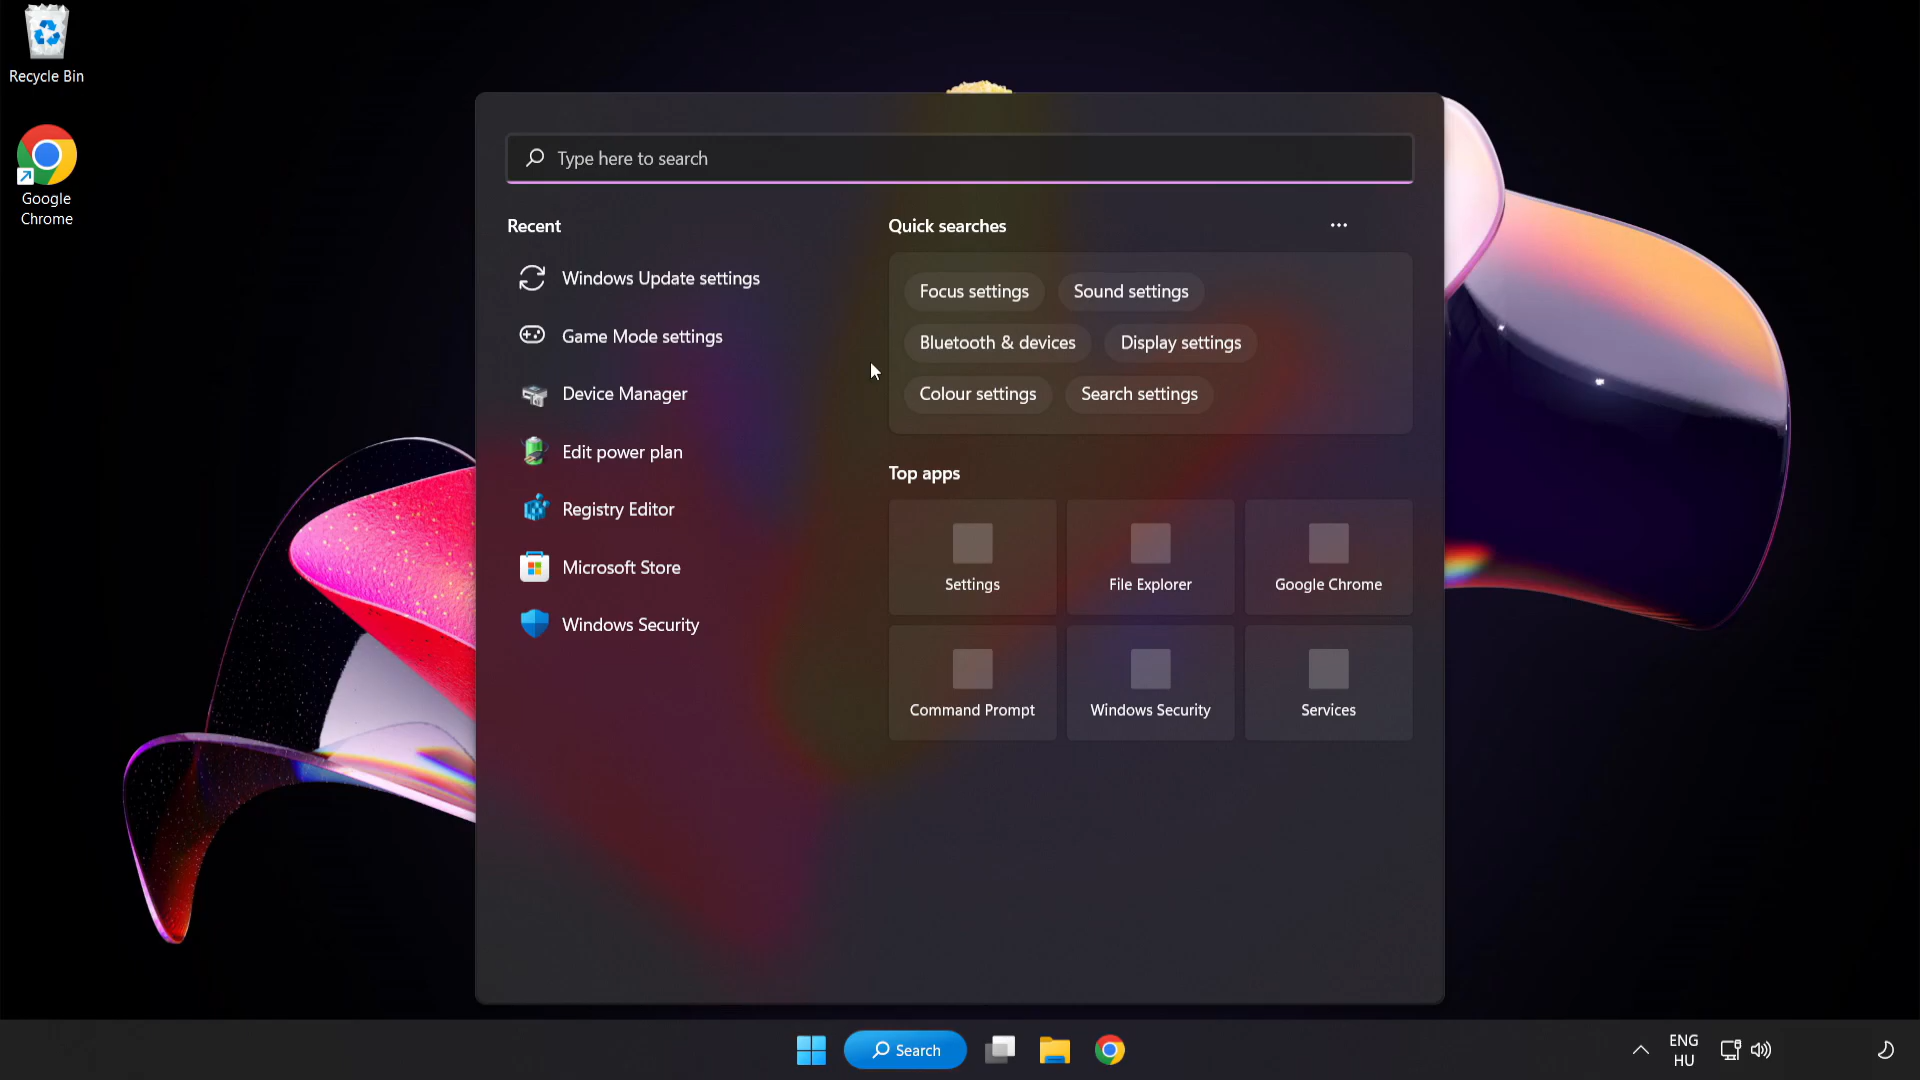 Recycle Bin
Google
Chrome
Type here to search
Recent
Windows Update settings
Game Mode settings
Device Manager
Edit power plan
Registry Editor
Microsoft Store
Windows Security
Quick searches
Focus settings
Sound settings
Bluetooth & devices
Display settings
Colour settings
Search settings
Top apps
Settings
File Explorer
Google Chrome
Command Prompt
Windows Security
Services
Search
ENG
HU